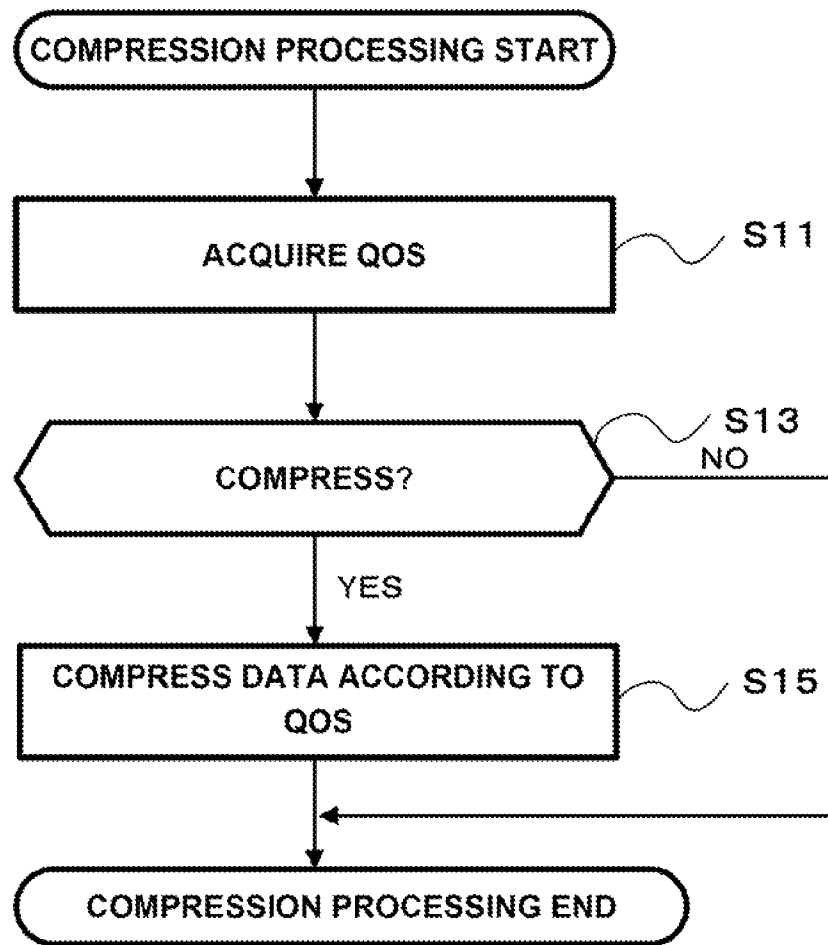 COMPRESSION PROCESSING START
ACQUIRE QOS
S11
S13
COMPRESS?
NO
YES
COMPRESS DATA ACCORDING TO
QOS
S15
COMPRESSION PROCESSING END